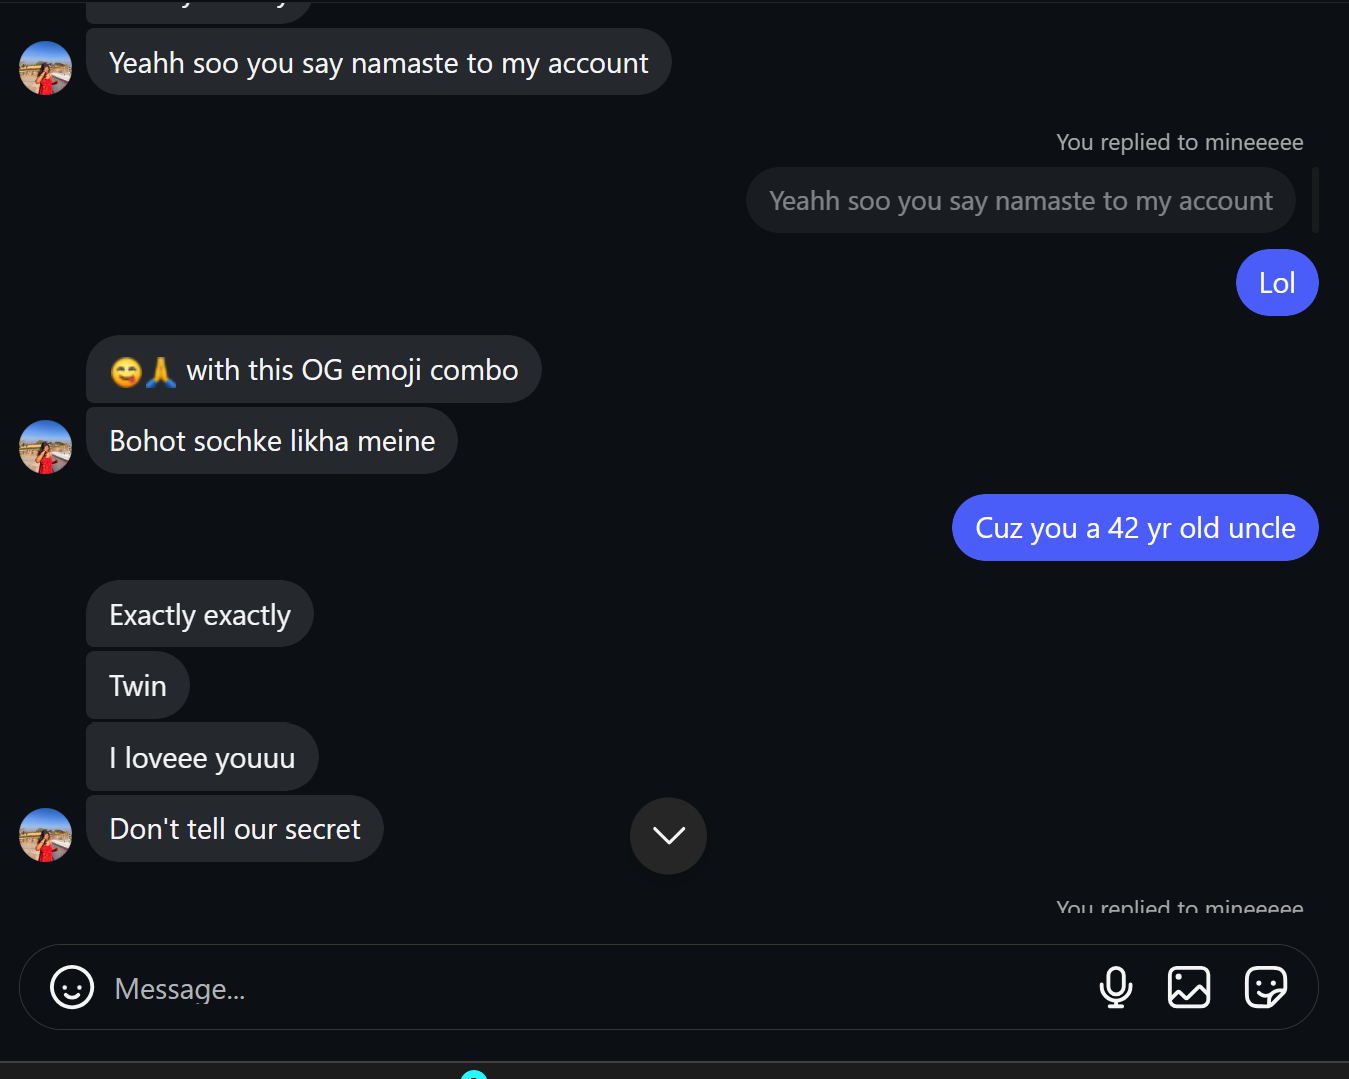 Yeahh soo you say namaste to my account
You replied to mineeeee
Yeahh soo you say namaste to my account
Lol
😋🙏 with this OG emoji combo
Bohot sochke likha meine
Cuz you a 42 yr old uncle
Exactly exactly
Twin
I loveee youuu
Don't tell our secret
You replied to mineeeee
Message...